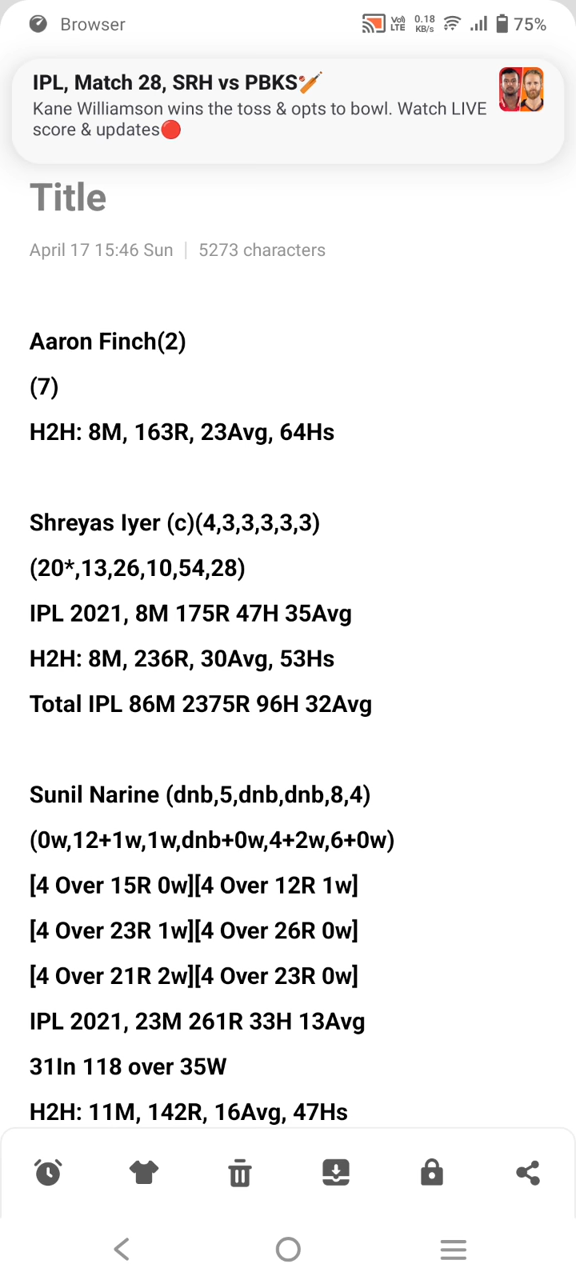 Browser
Vo) LTE 0.18 KB/s 75%
IPL, Match 28, SRH vs PBKS🏏
Kane Williamson wins the toss & opts to bowl. Watch LIVE
score & updates🔴
Title
April 17 15:46 Sun | 5273 characters
Aaron Finch(2)
(7)
H2H: 8M, 163R, 23Avg, 64Hs
Shreyas Iyer (c)(4,3,3,3,3,3)
(20*,13,26,10,54,28)
IPL 2021, 8M 175R 47H 35Avg
H2H: 8M, 236R, 30Avg, 53Hs
Total IPL 86M 2375R 96H 32Avg
Sunil Narine (dnb,5,dnb,dnb,8,4)
(0w,12+1w,1w,dnb+0w,4+2w,6+0w)
[4 Over 15R 0w][4 Over 12R 1w]
[4 Over 23R 1w][4 Over 26R 0w]
[4 Over 21R 2w][4 Over 23R 0w]
IPL 2021, 23M 261R 33H 13Avg
31In 118 over 35W
H2H: 11M, 142R, 16Avg, 47Hs